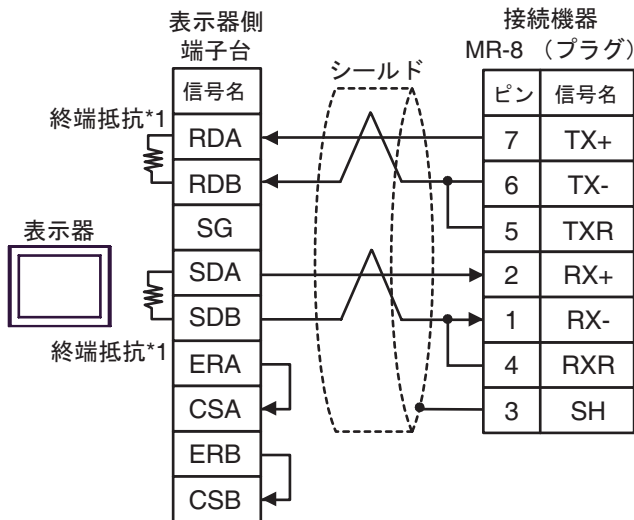 表示器側
端子台
接続機器
MR-8 （プラグ）
シールド
信号名
ピン 信号名
終端抵抗*1
RDA
7 TX+
RDB
6 TX-
SG
5 TXR
表示器
SDA
2 RX+
SDB
1 RX-
終端抵抗*1
ERA
4 RXR
CSA
3 SH
ERB
CSB